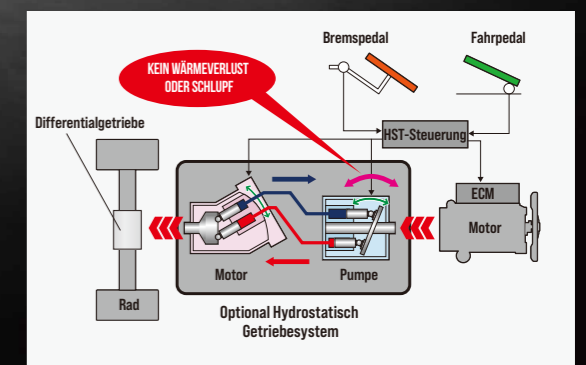 Bremspedal
Fahrpedal
KEIN WÄRMEVERLUST
ODER SCHLUPF
Differentialgetriebe
HST-Steuerung
ECM
Motor
Motor
Pumpe
Rad
Optional Hydrostatisch
Getriebesystem